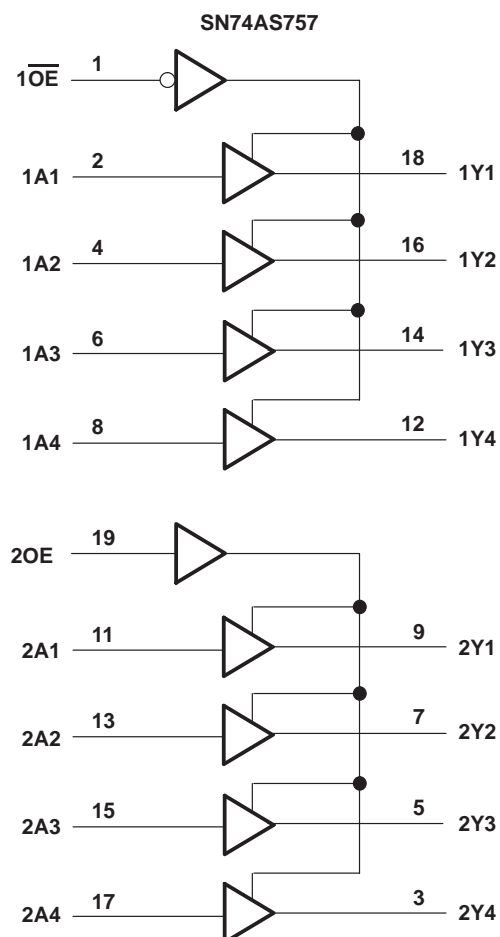 SN74AS757
1O̅E̅ 1
1A1 2 18 1Y1
1A2 4 16 1Y2
1A3 6 14 1Y3
1A4 8 12 1Y4
2OE 19
2A1 11 9 2Y1
2A2 13 7 2Y2
2A3 15 5 2Y3
2A4 17 3 2Y4